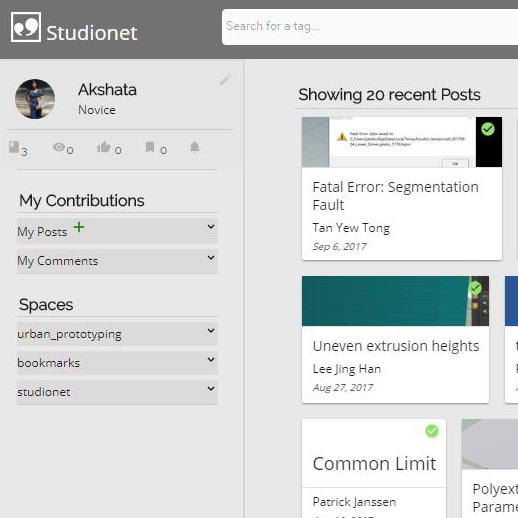 Studionet
Search for a tag...
Akshata
Novice
3 0 0 0
My Contributions
My Posts
My Comments
Spaces
urban_prototyping
bookmarks
studionet
Showing 20 recent Posts
Fatal Error: Segmentation
Fault
Tan Yew Tong
Sep 6, 2017
Uneven extrusion heights
Lee Jing Han
Aug 27, 2017
Common Limit
Patrick Janssen
Polyext
Parame